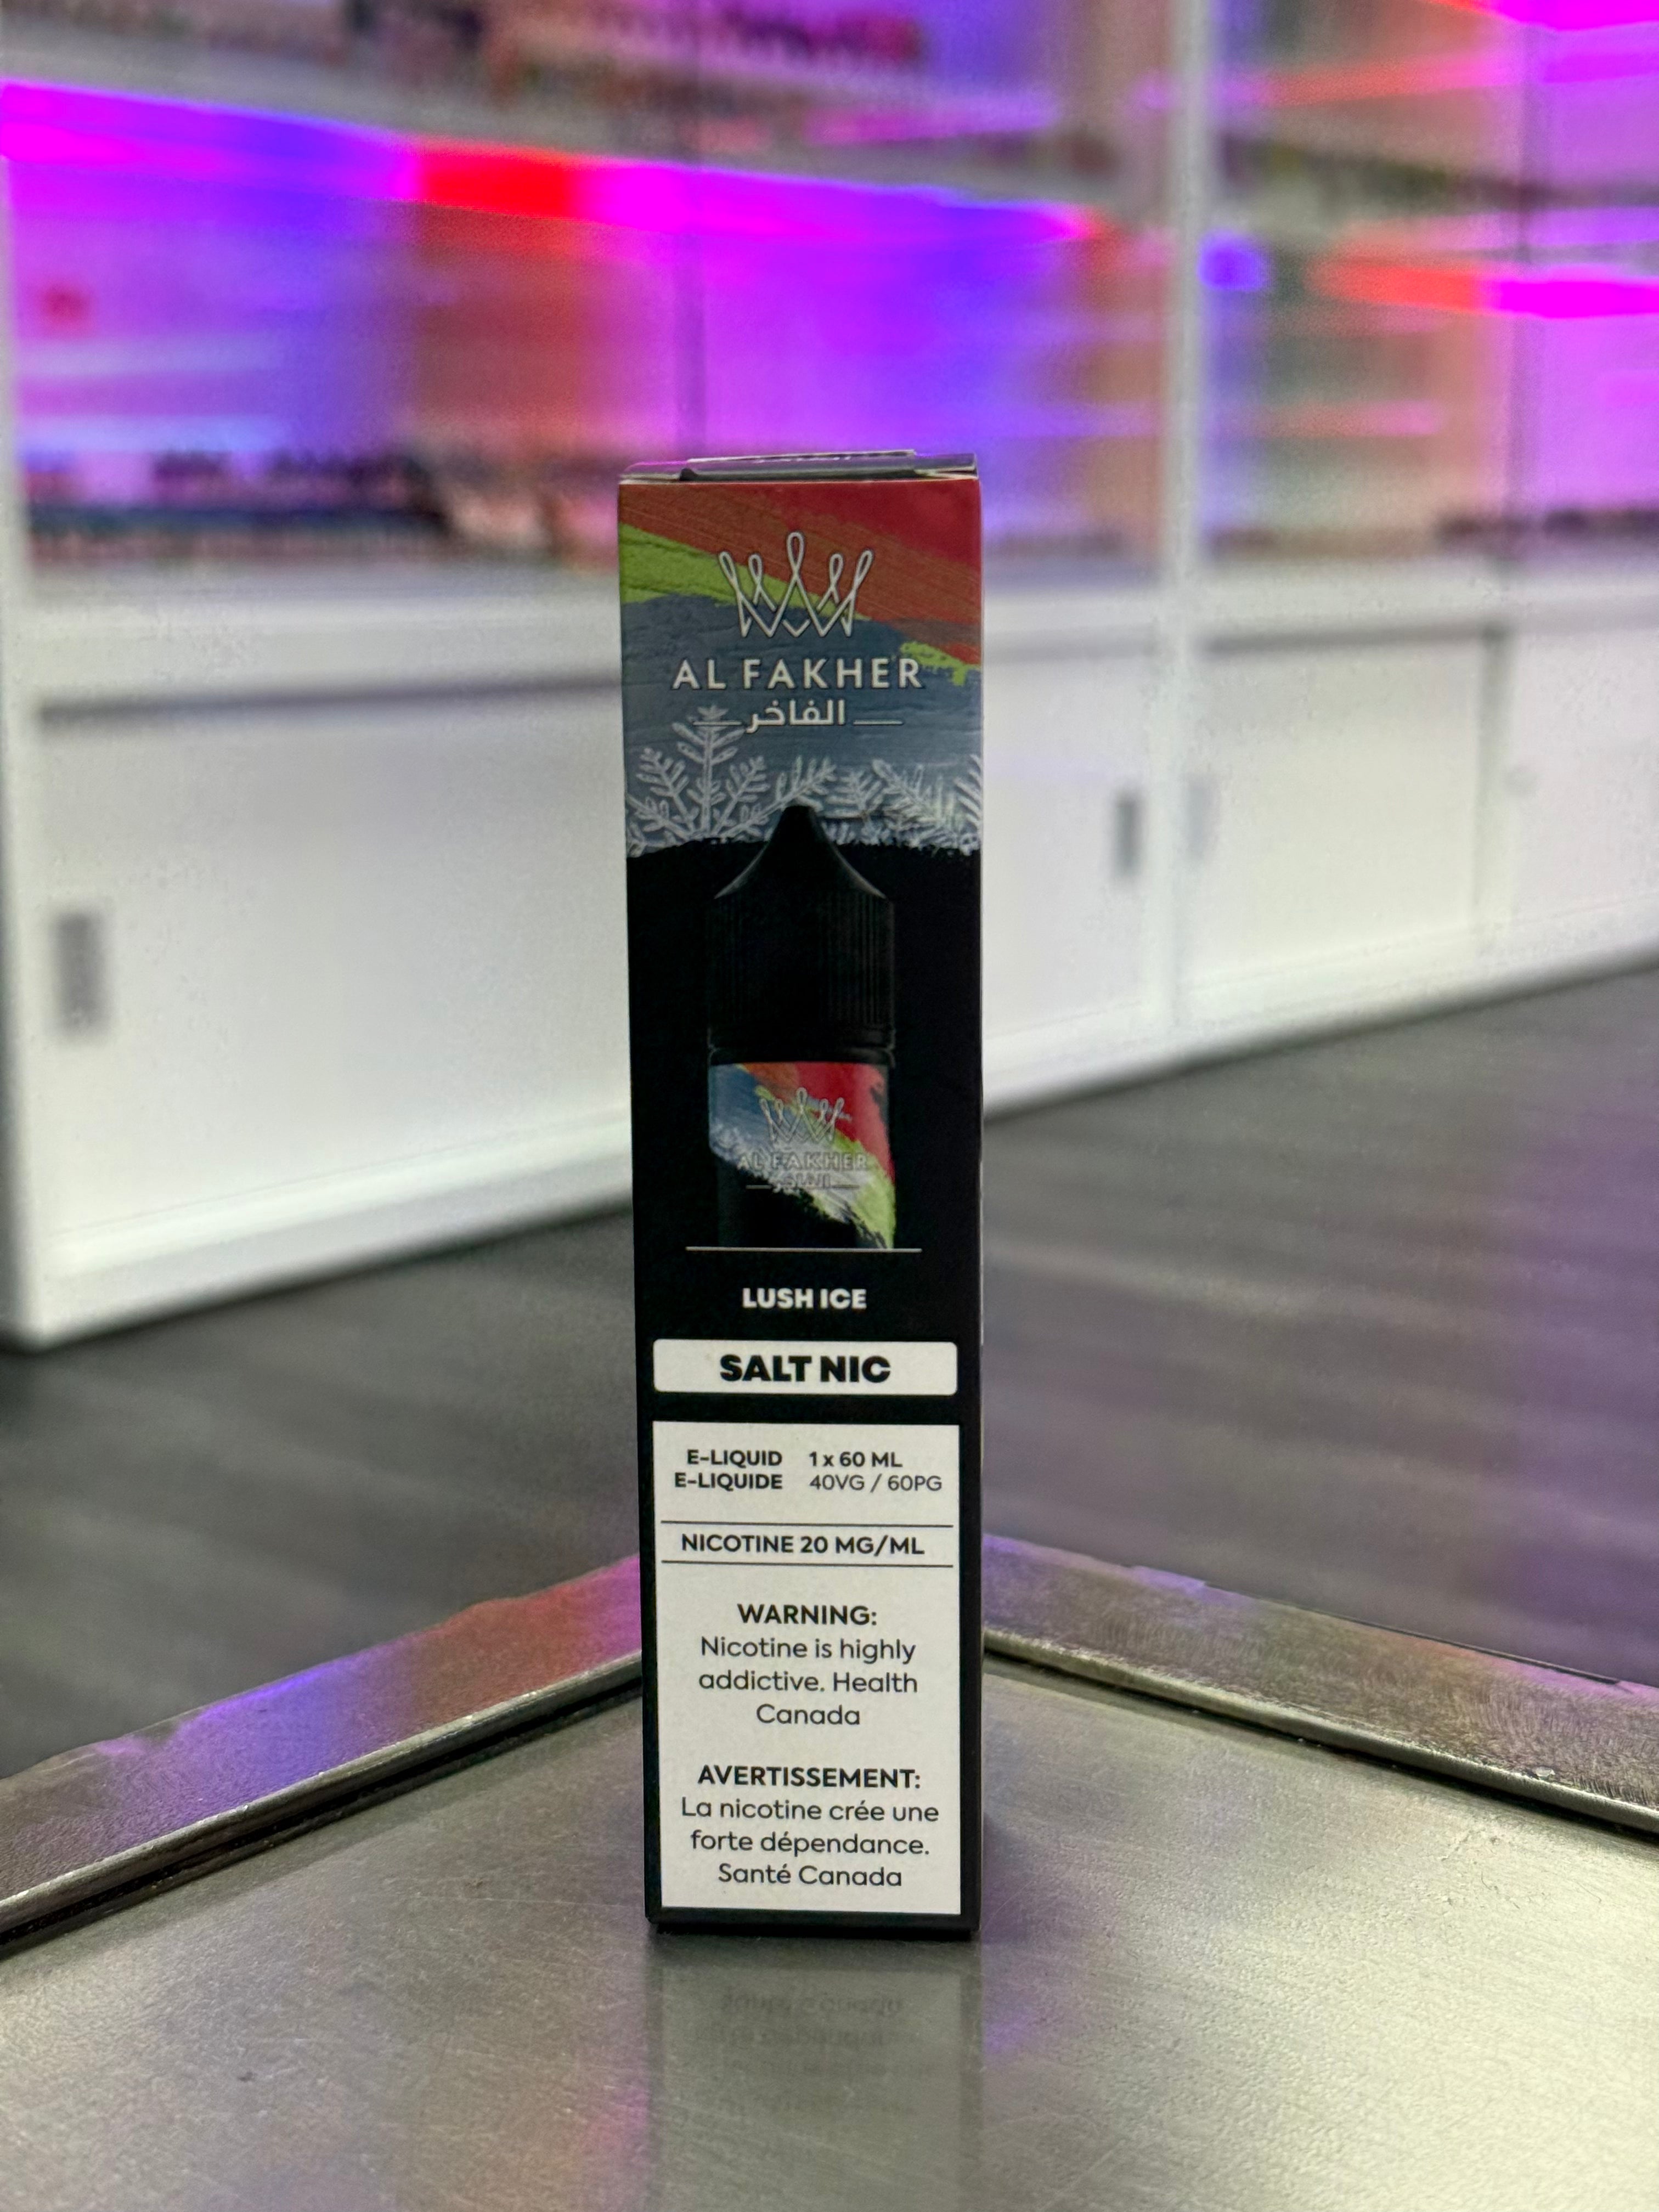 AL FAKHER
الفاخر
AL FAKHER
الفاخر
LUSH ICE
SALT NIC
E-LIQUID 1 x 60 ML
E-LIQUIDE 40VG / 60PG
NICOTINE 20 MG/ML
WARNING:
Nicotine is highly
addictive. Health
Canada
AVERTISSEMENT:
La nicotine crée une
forte dépendance.
Santé Canada